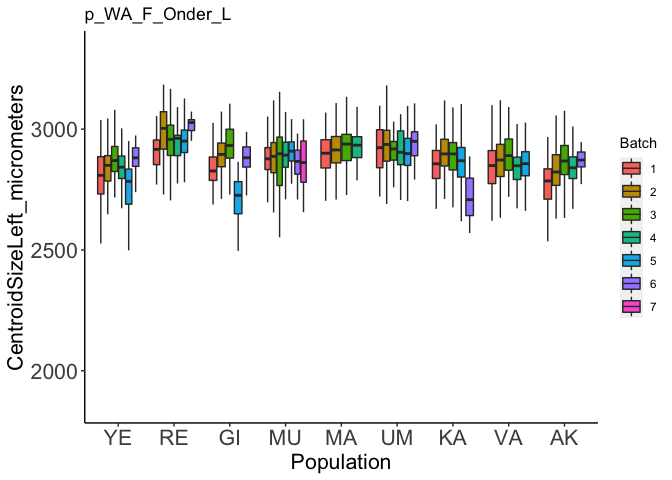 p_WA_F_Onder_L
CentroidSizeLeft_micrometers
3000
2500
2000
YE RE GI MU MA UM KA VA AK
Population
Batch
1
2
3
4
5
6
7